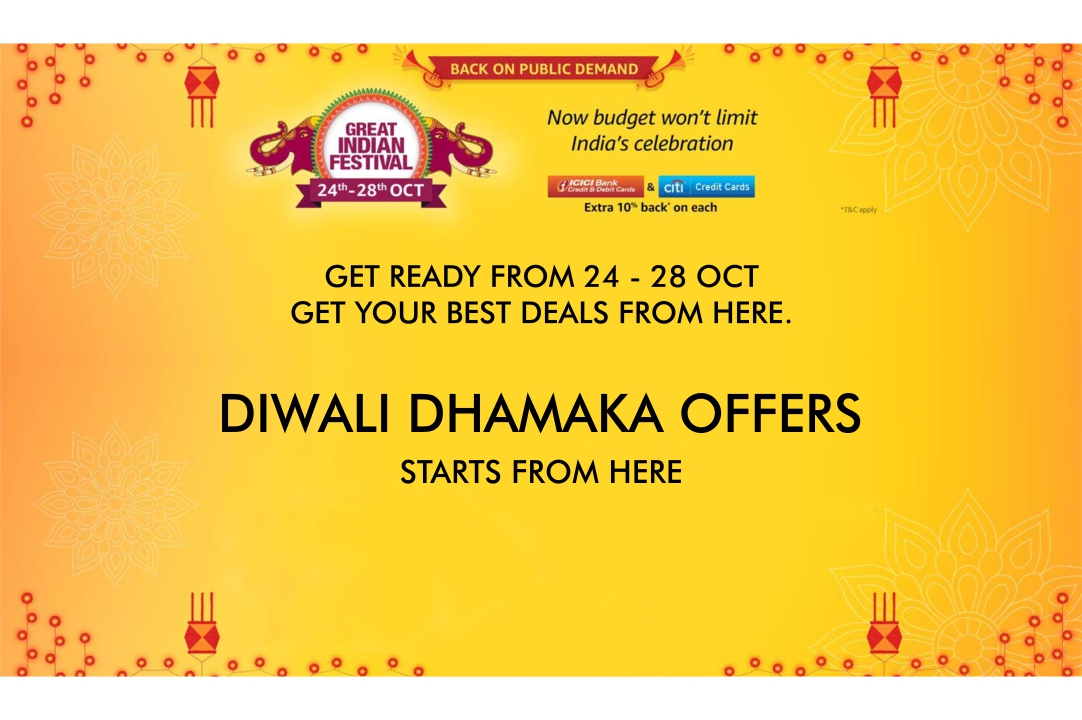 BACK ON PUBLIC DEMAND
GREAT
INDIAN
FESTIVAL
24th-28th OCT
Now budget won't limit
India's celebration
ICICI Bank
Credit & Debit Cards
&
citi Credit Cards
Extra 10% back* on each
*T&C apply
GET READY FROM 24 - 28 OCT
GET YOUR BEST DEALS FROM HERE.
DIWALI DHAMAKA OFFERS
STARTS FROM HERE